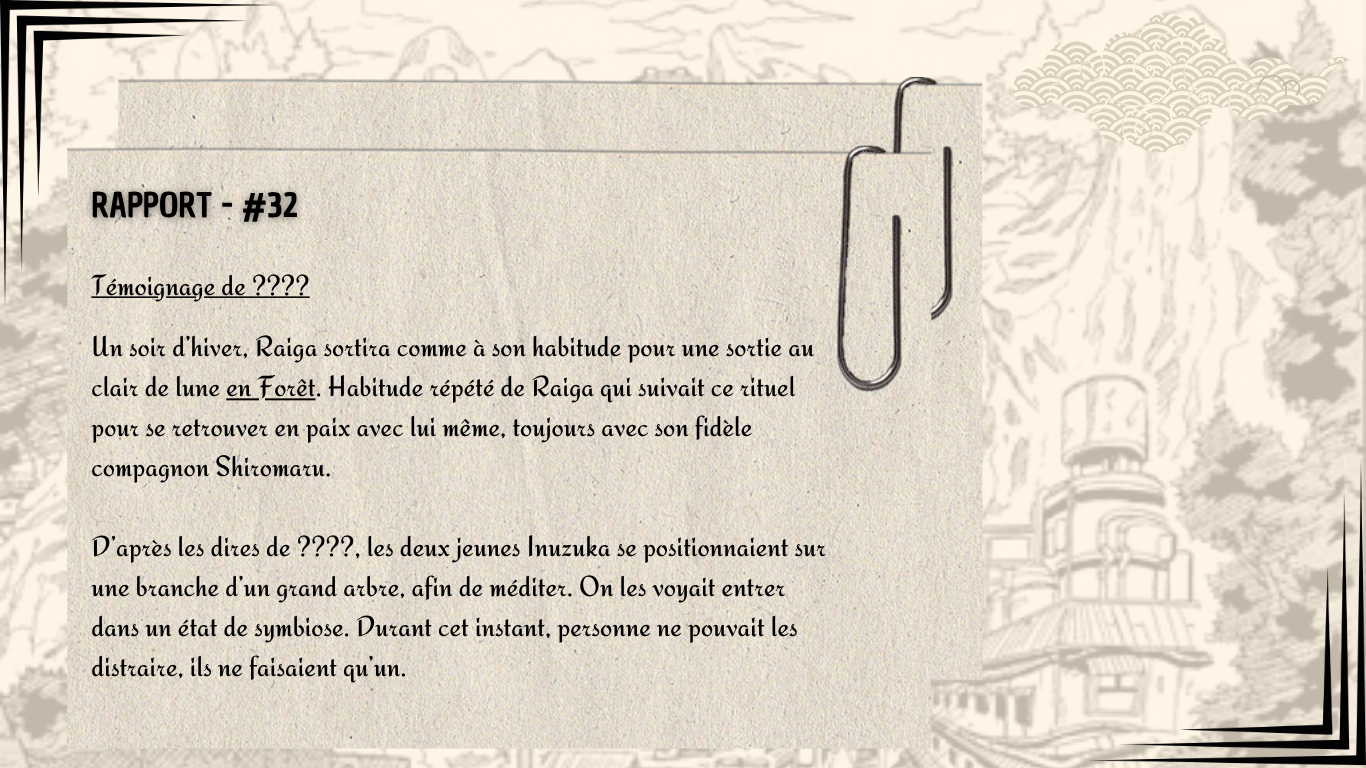 RAPPORT - #32
Témoignage de ????
Un soir d'hiver, Raiga sortira comme à son habitude pour une sortie au
clair de lune en Forêt. Habitude répété de Raiga qui suivait ce rituel
pour se retrouver en paix avec lui même, toujours avec son fidèle
compagnon Shiromaru.
D'après les dires de ????, les deux jeunes Inuzuka se positionnaient sur
une branche d'un grand arbre, afin de méditer. On les voyait entrer
dans un état de symbiose. Durant cet instant, personne ne pouvait les
distraire, ils ne faisaient qu'un.